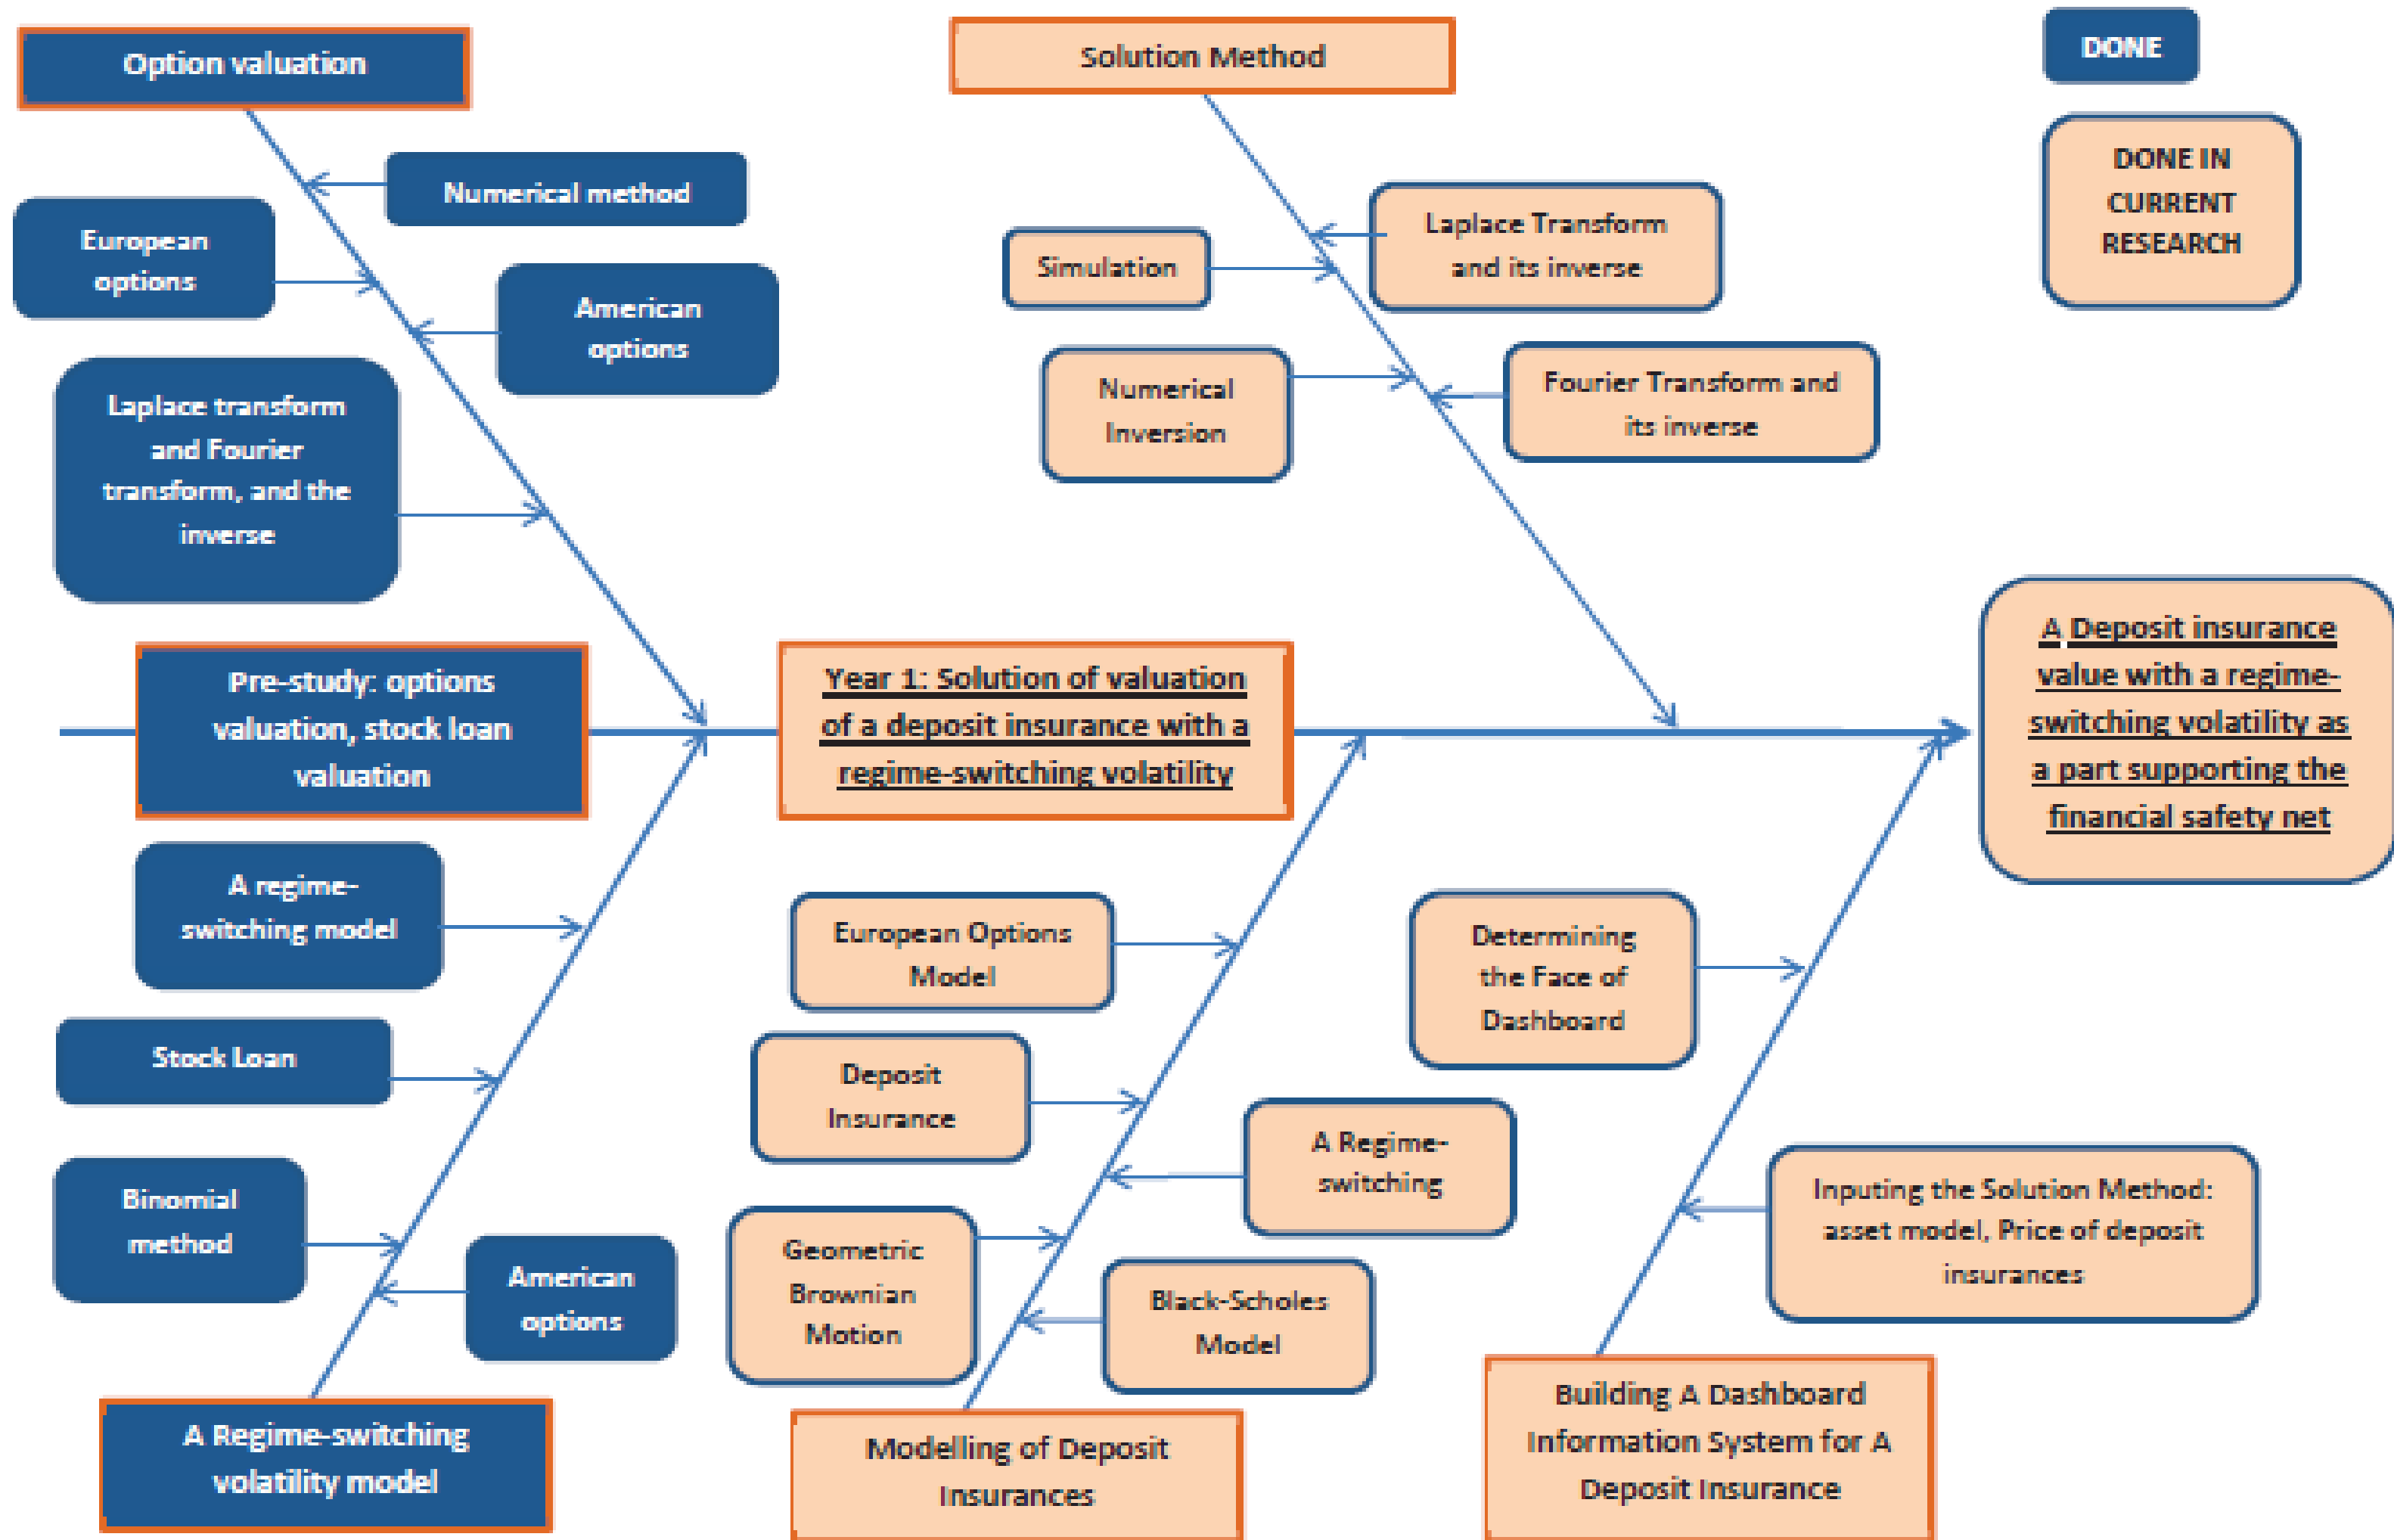 Option valuation
Solution Method
DONE
DONE IN
CURRENT
RESEARCH
Numerical method
European
options
American
options
Laplace transform
and Fourier
transform, and the
inverse
Laplace Transform
and its inverse
Simulation
Numerical
Inversion
Fourier Transform and
its inverse
Pre-study: options
valuation, stock loan
valuation
Year 1: Solution of valuation
of a deposit insurance with a
regime-switching volatility
A Deposit insurance
value with a regime-
switching volatility as
a part supporting the
financial safety net
A regime-
switching model
Stock Loan
Binomial
method
American
options
A Regime-switching
volatility model
European Options
Model
Deposit
Insurance
A Regime-
switching
Geometric
Brownian
Motion
Black-Scholes
Model
Modelling of Deposit
Insurances
Determining
the Face of
Dashboard
Inputing the Solution Method:
asset model, Price of deposit
insurances
Building A Dashboard
Information System for A
Deposit Insurance